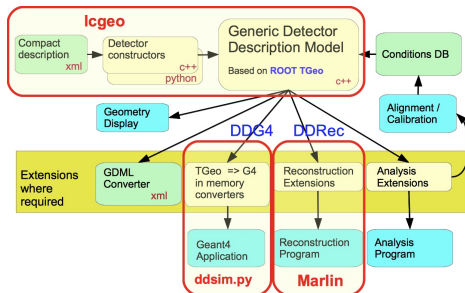 lcgeo
Compact
description
xml
Detector
constructors
c++
python
Generic Detector
Description Model
Based on ROOT TGeo
c++
Conditions DB
Geometry
Display
DDG4
DDRec
Alignment /
Calibration
Extensions
where
required
GDML
Converter
xml
TGeo => G4
in memory
converters
Reconstruction
Extensions
Analysis
Extensions
Geant4
Application
Reconstruction
Program
Analysis
Program
ddsim.py
Marlin